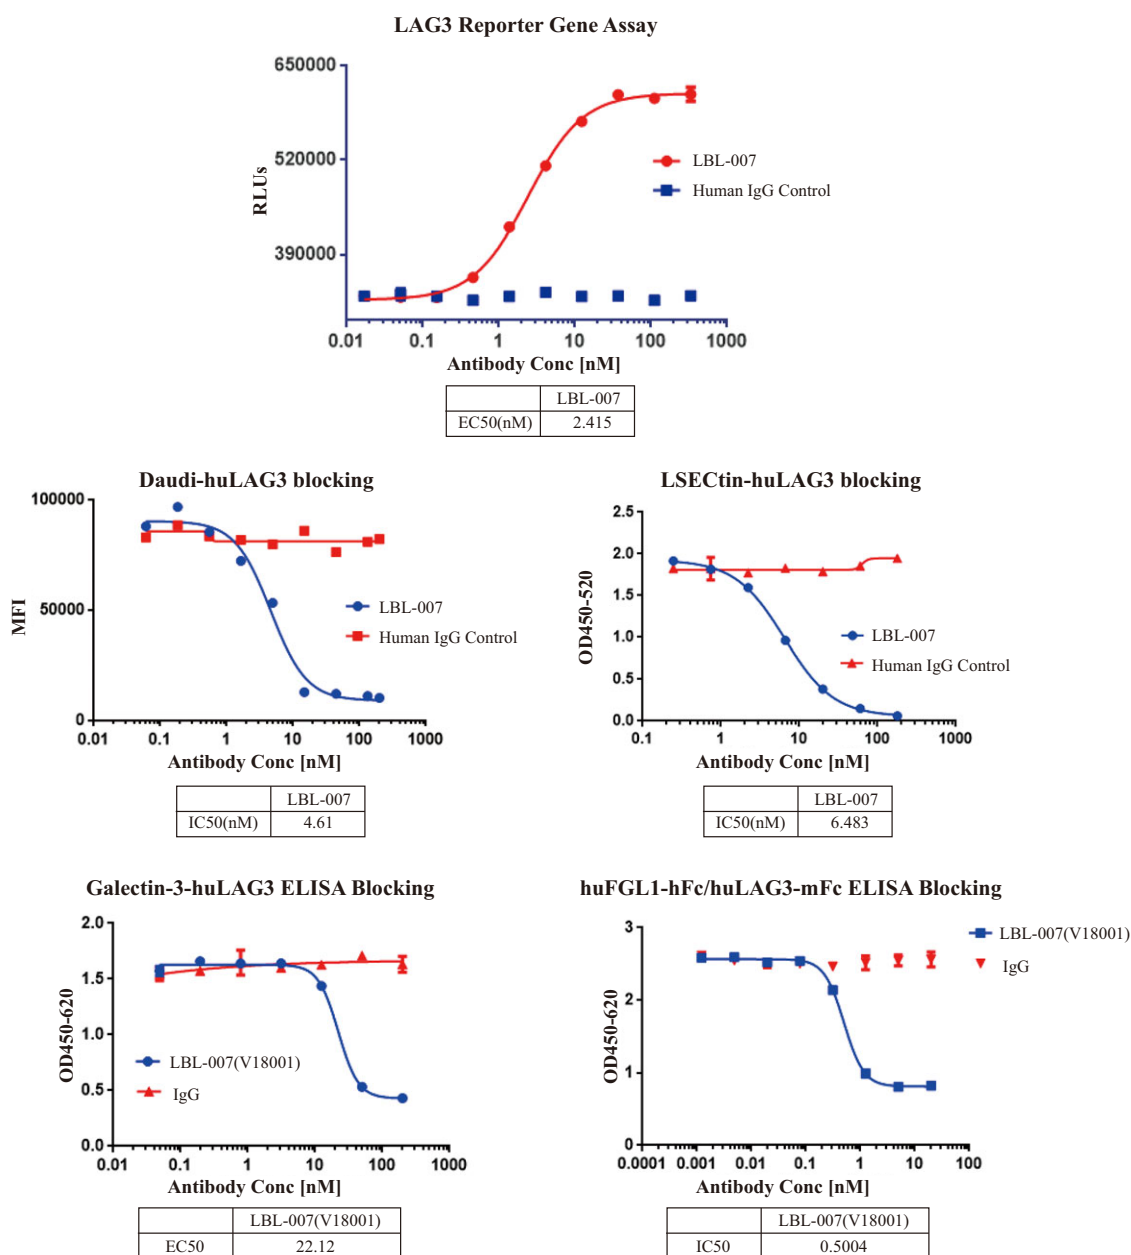 LAG3 Reporter Gene Assay
650000
520000
390000
RLUs
LBL-007
Human IgG Control
0.01 0.1 1 10 100 1000
Antibody Conc [nM]
LBL-007
EC50(nM) 2.415
Daudi-huLAG3 blocking
100000
50000
0
MFI
LBL-007
Human IgG Control
0.01 0.1 1 10 100 1000
Antibody Conc [nM]
LBL-007
IC50(nM) 4.61
LSECtin-huLAG3 blocking
2.5
2.0
1.5
1.0
0.5
0.0
OD450-520
LBL-007
Human IgG Control
0.1 1 10 100 1000
Antibody Conc [nM]
LBL-007
IC50(nM) 6.483
Galectin-3-huLAG3 ELISA Blocking
2.0
1.5
1.0
0.5
0.0
OD450-620
LBL-007(V18001)
IgG
0.01 0.1 1 10 100 1000
Antibody Conc [nM]
LBL-007(V18001)
EC50 22.12
huFGL1-hFc/huLAG3-mFc ELISA Blocking
3
2
1
0
OD450-620
LBL-007(V18001)
IgG
0.0001 0.001 0.01 0.1 1 10 100
Antibody Conc [nM]
LBL-007(V18001)
IC50 0.5004